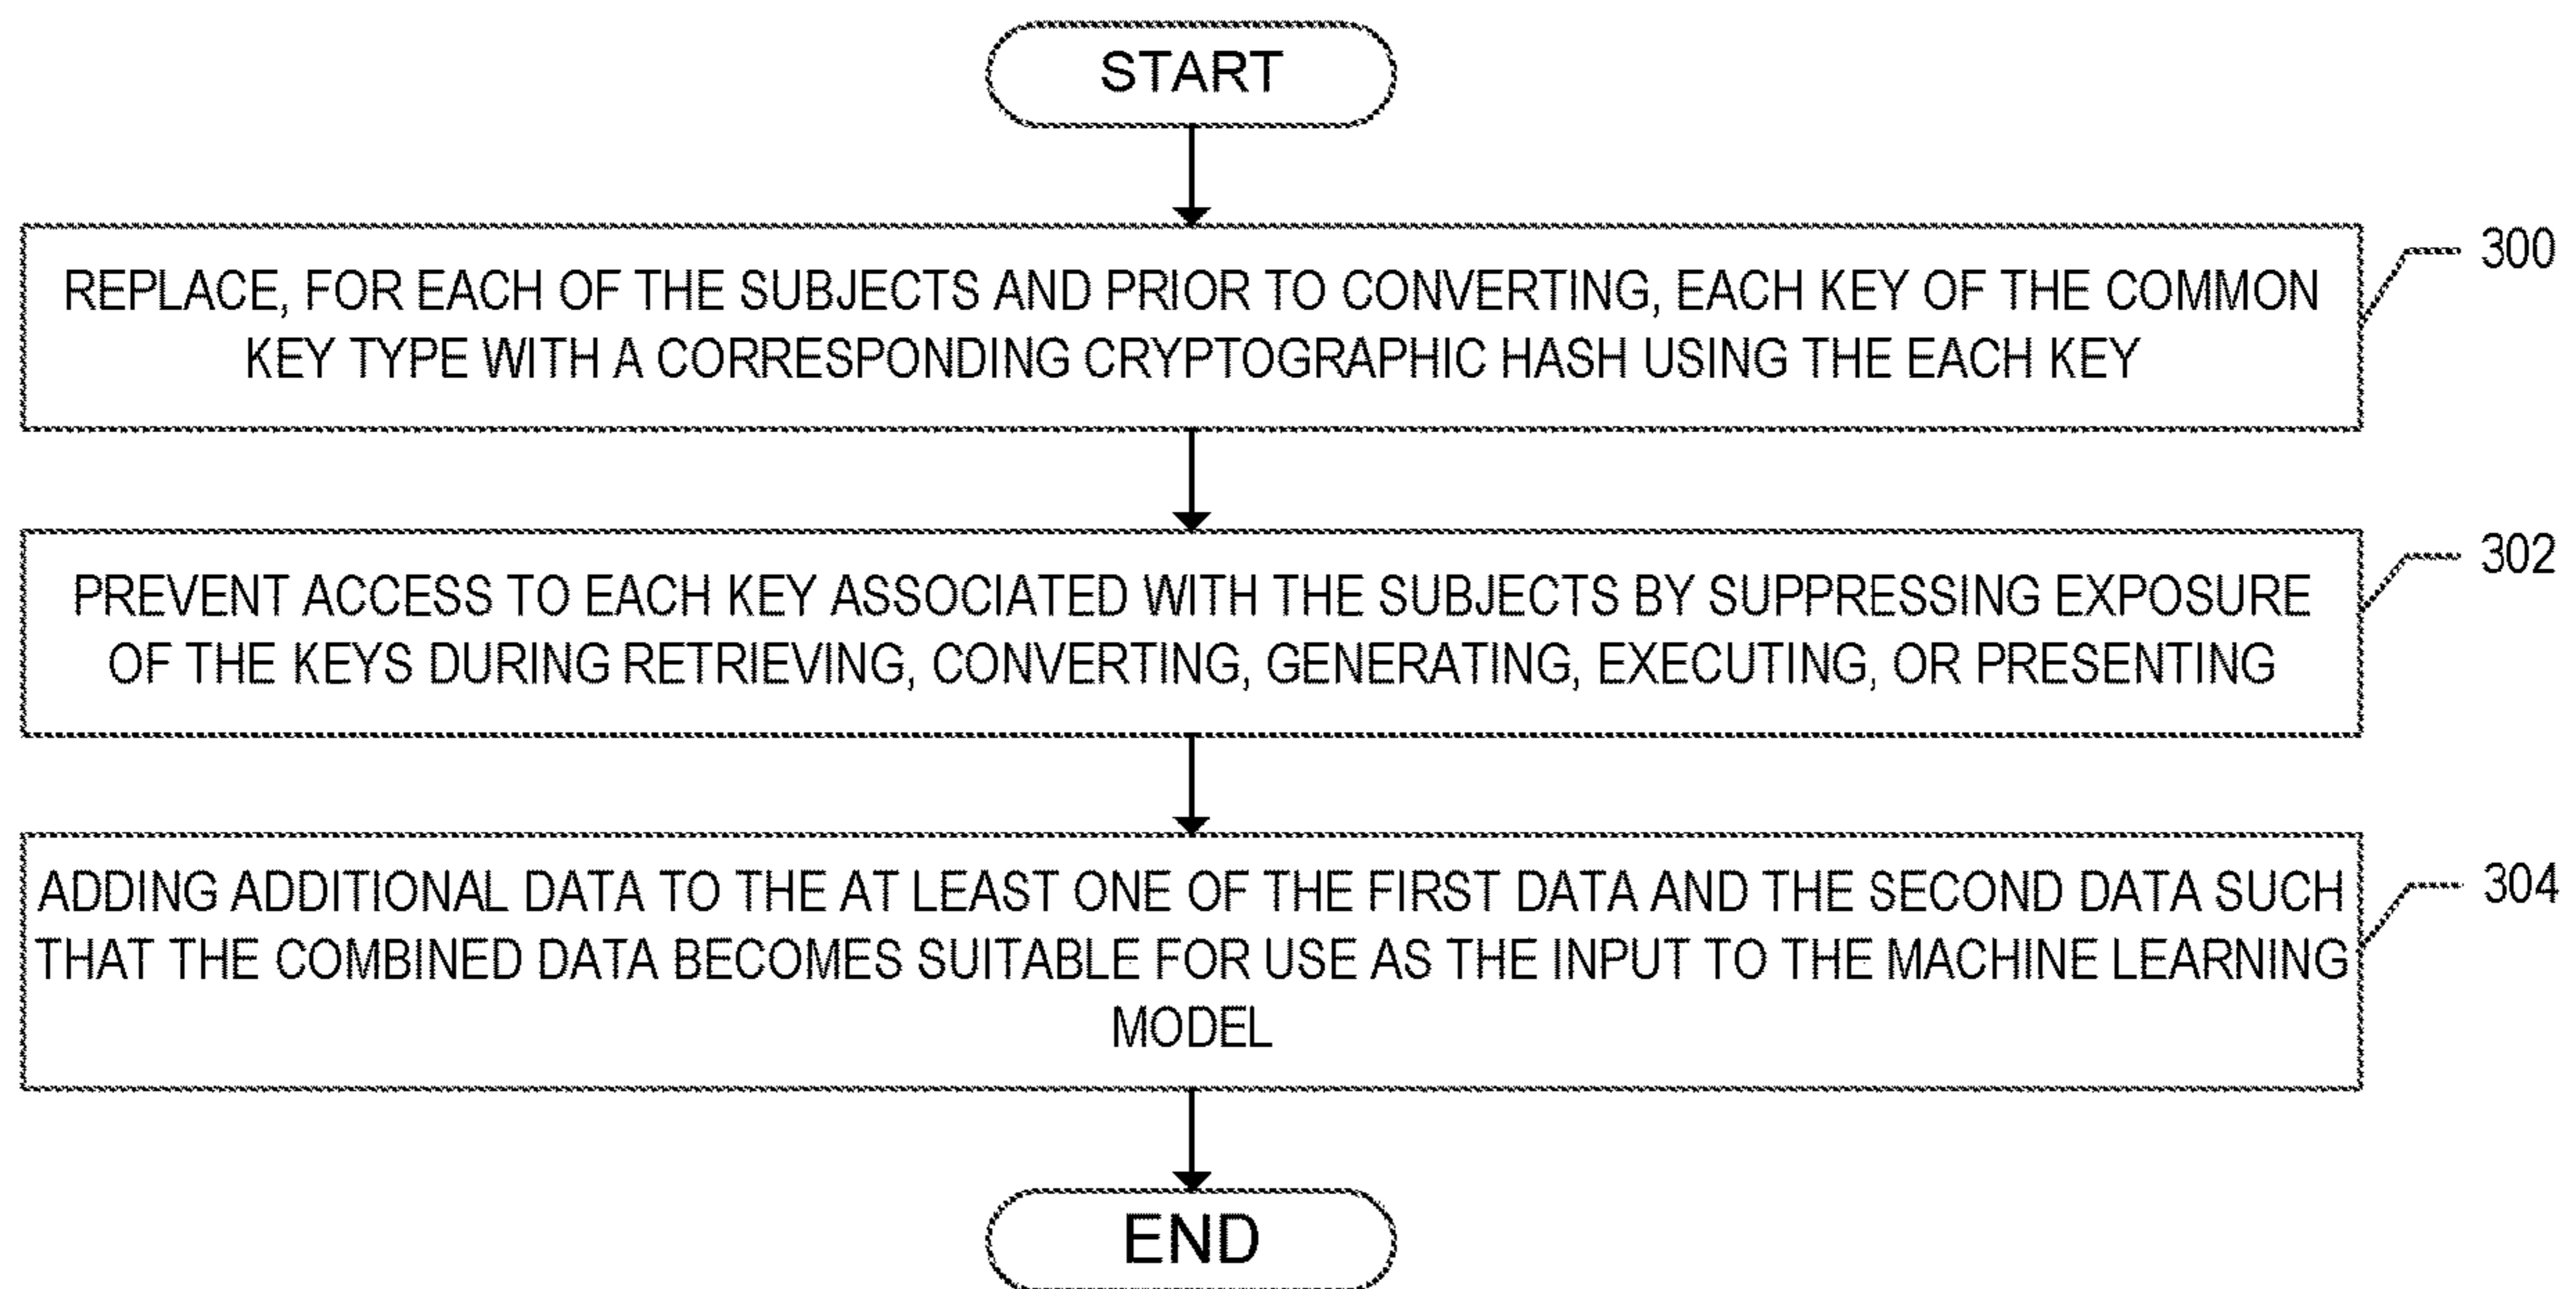 START
REPLACE, FOR EACH OF THE SUBJECTS AND PRIOR TO CONVERTING, EACH KEY OF THE COMMON
KEY TYPE WITH A CORRESPONDING CRYPTOGRAPHIC HASH USING THE EACH KEY
300
PREVENT ACCESS TO EACH KEY ASSOCIATED WITH THE SUBJECTS BY SUPPRESSING EXPOSURE
OF THE KEYS DURING RETRIEVING, CONVERTING, GENERATING, EXECUTING, OR PRESENTING
302
ADDING ADDITIONAL DATA TO THE AT LEAST ONE OF THE FIRST DATA AND THE SECOND DATA SUCH
THAT THE COMBINED DATA BECOMES SUITABLE FOR USE AS THE INPUT TO THE MACHINE LEARNING
MODEL
304
END